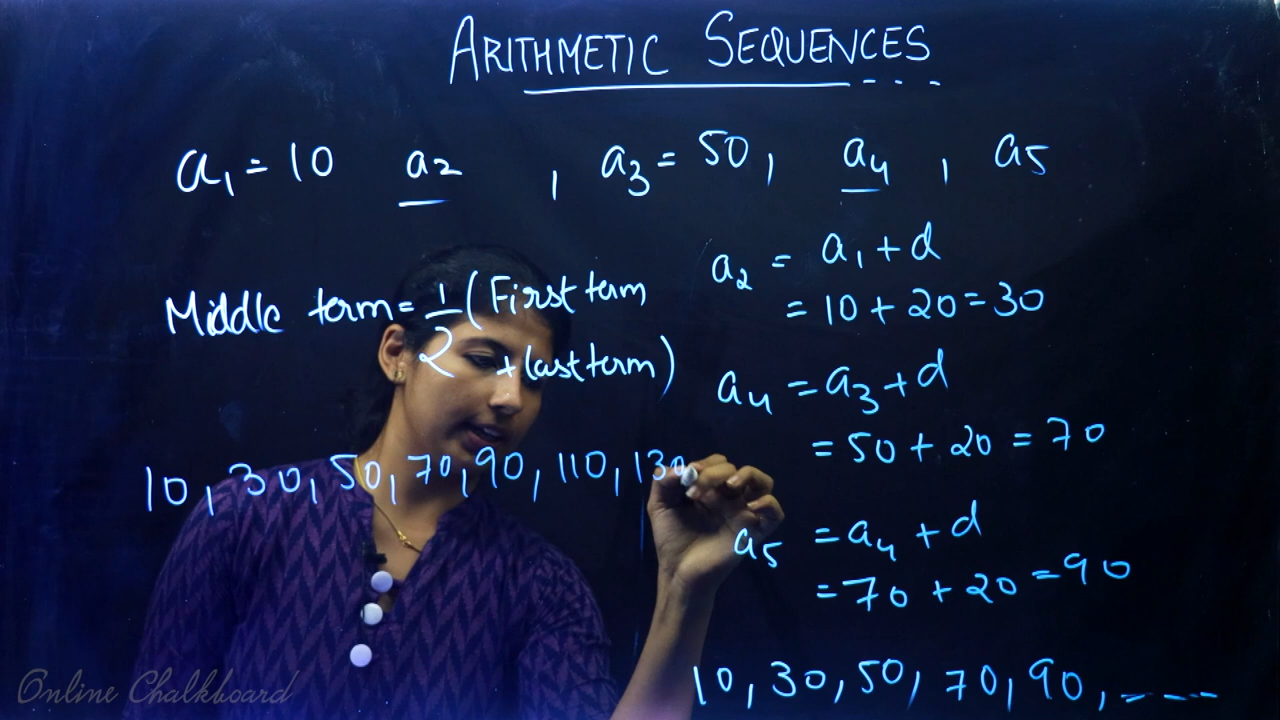 ARITHMETIC SEQUENCES
a₁ = 10 a₂ , a₃ = 50, a₄ , a₅
Middle term = 1/2 (First term
+ last term)
10, 30, 50, 70, 90, 110, 130
a₂ = a₁ + d
= 10 + 20 = 30
a₄ = a₃ + d
= 50 + 20 = 70
a₅ = a₄ + d
= 70 + 20 = 90
10, 30, 50, 70, 90, ----
Online Chalkboard